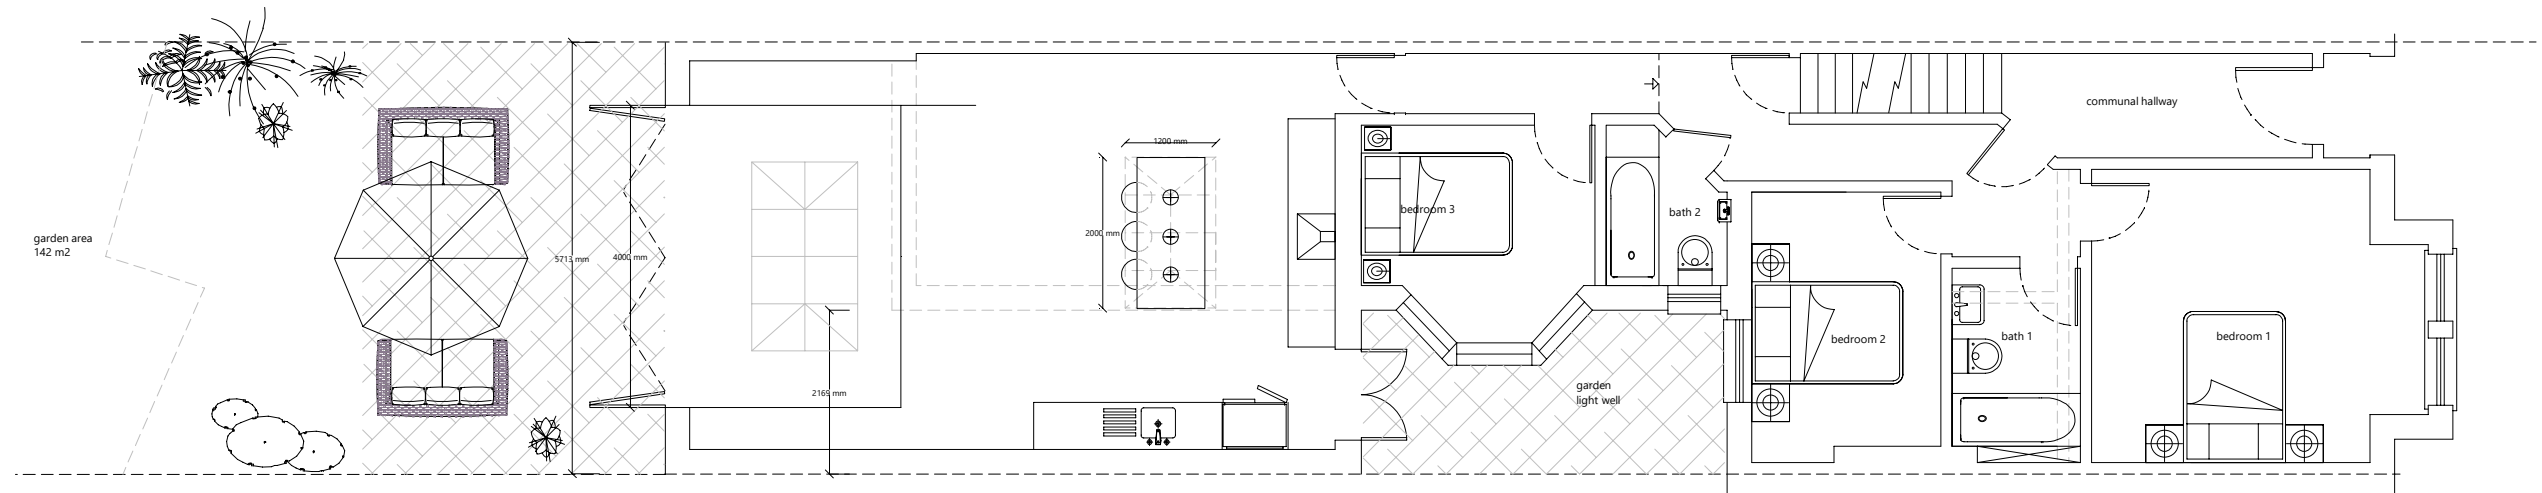 garden area
142 m2
5713 mm
4000 mm
2169 mm
1200 mm
2000 mm
bedroom 3
bath 2
garden
light well
bedroom 2
bath 1
communal hallway
bedroom 1